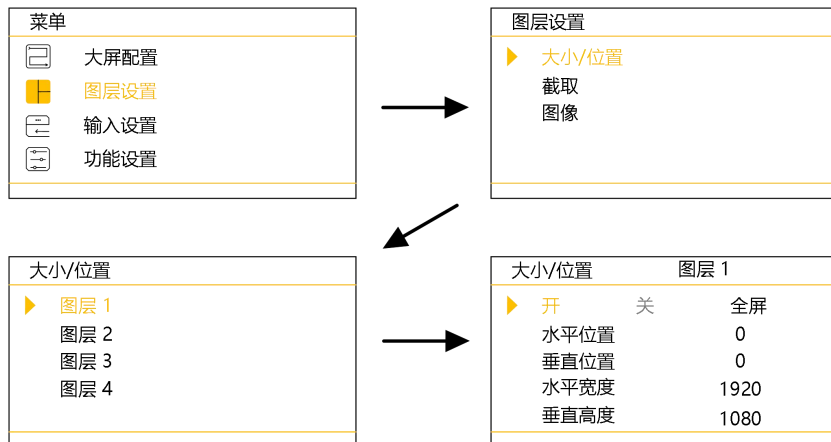 菜单
大屏配置
图层设置
输入设置
功能设置
图层设置
大小/位置
截取
图像
大小/位置
图层 1
图层 2
图层 3
图层 4
大小/位置 图层 1
开 关 全屏
水平位置 0
垂直位置 0
水平宽度 1920
垂直高度 1080